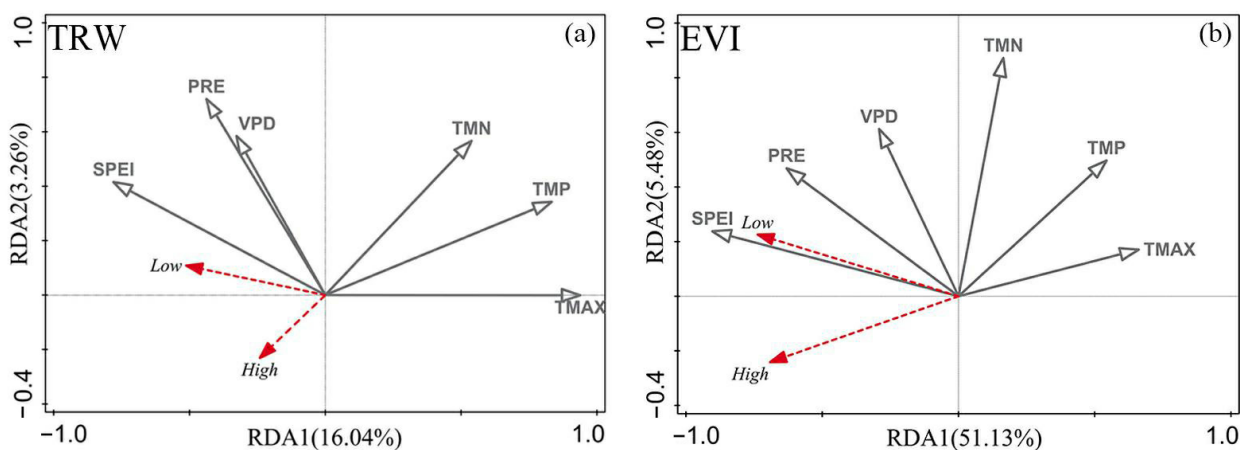 TRW
(a)
1.0
PRE
VPD
TMN
SPEI
TMP
Low
TMAX
High
RDA2(3.26%)
−0.4
−1.0
RDA1(16.04%)
1.0
EVI
(b)
1.0
TMN
VPD
TMP
PRE
SPEI
Low
TMAX
High
RDA2(5.48%)
−0.4
−1.0
RDA1(51.13%)
1.0